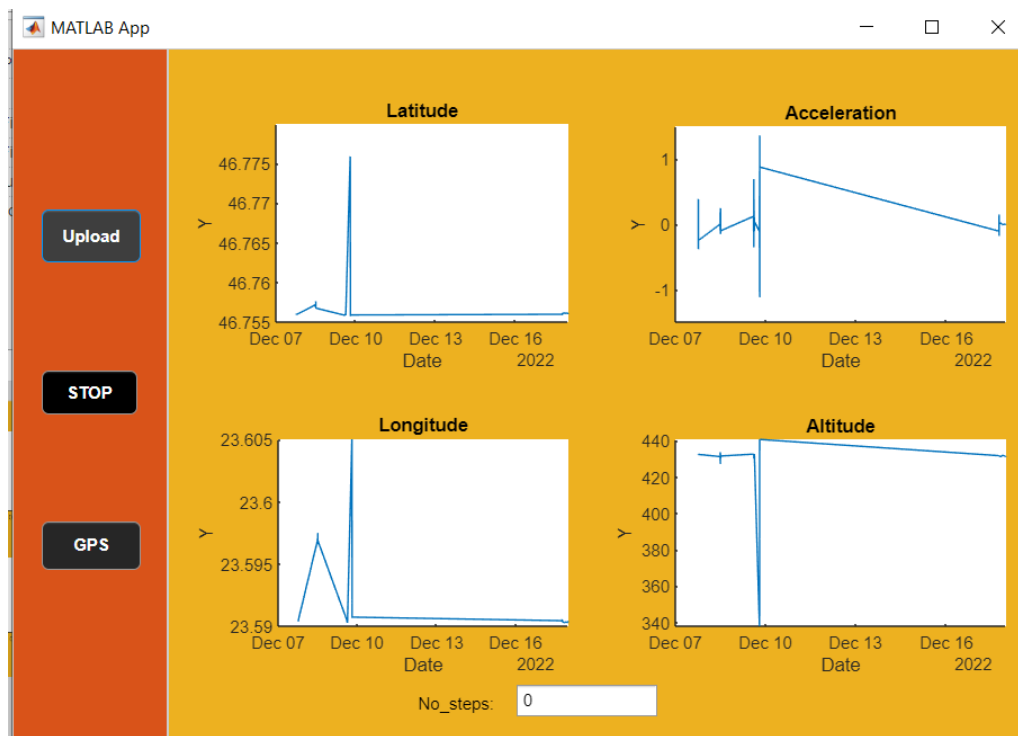 MATLAB App
Upload
STOP
GPS
Latitude
46.775
46.77
46.765
46.76
46.755
Y
Dec 07 Dec 10 Dec 13 Dec 16
Date 2022
Acceleration
1
0
-1
Y
Dec 07 Dec 10 Dec 13 Dec 16
Date 2022
Longitude
23.605
23.6
23.595
23.59
Y
Dec 07 Dec 10 Dec 13 Dec 16
Date 2022
Altitude
440
420
400
380
360
340
Y
Dec 07 Dec 10 Dec 13 Dec 16
Date 2022
No_steps: 0